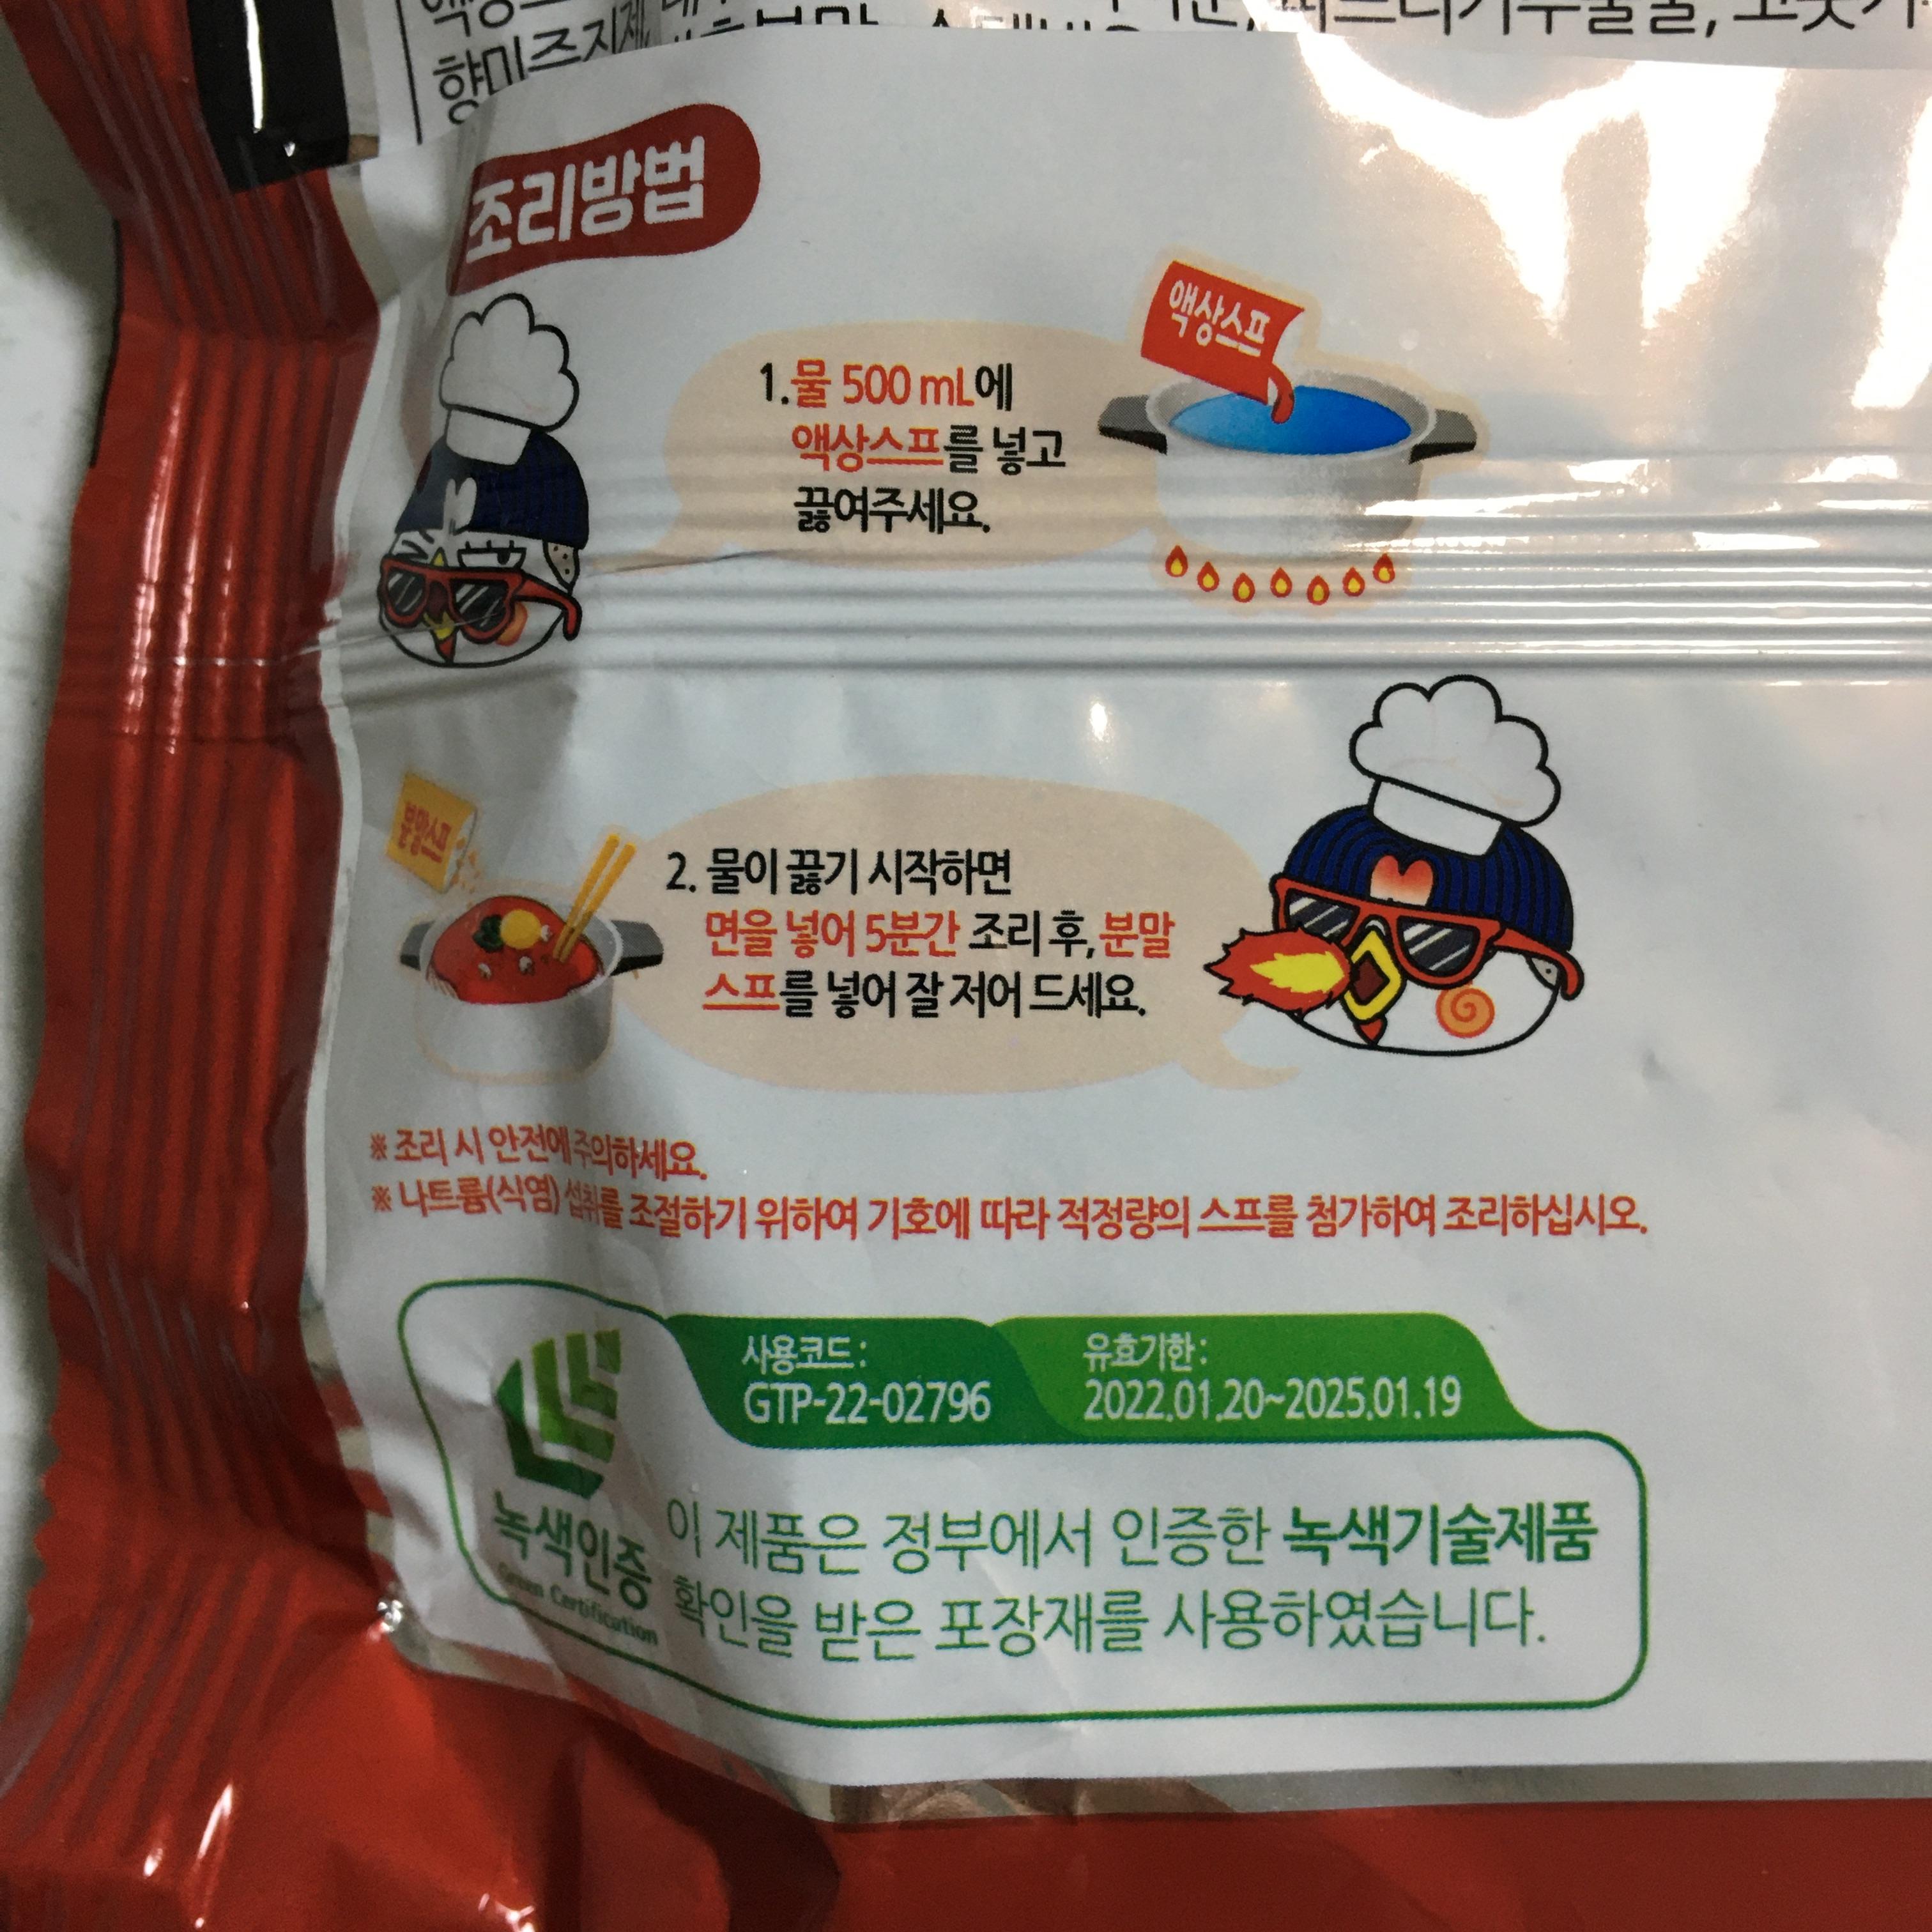 조리방법
액상스프
1.물 500 mL에
액상스프를 넣고
끓여주세요.
분말스프
2. 물이 끓기 시작하면
면을 넣어 5분간 조리 후, 분말
스프를 넣어 잘 저어 드세요.
※ 조리 시 안전에 주의하세요.
※ 나트륨(식염) 섭취를 조절하기 위하여 기호에 따라 적정량의 스프를 첨가하여 조리하십시오.
사용코드 :
GTP-22-02796
유효기한 :
2022.01.20~2025.01.19
녹색인증
Green Certification
이 제품은 정부에서 인증한 녹색기술제품
확인을 받은 포장재를 사용하였습니다.